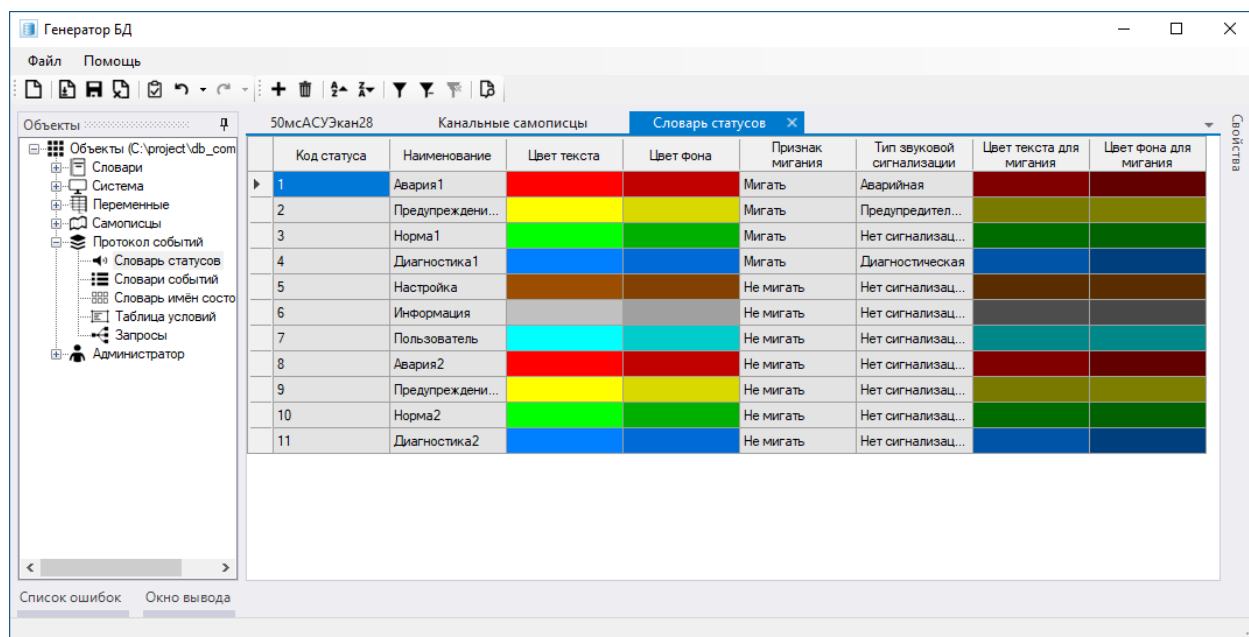 Генератор БД
Файл Помощь
Объекты
50мсАСУЭкан28 Канальные самописцы Словарь статусов
Свойства
Объекты (C:\project\db_com
Словари
Система
Переменные
Самописцы
Протокол событий
Словарь статусов
Словари событий
Словарь имён состо
Таблица условий
Запросы
Администратор
Код статуса Наименование Цвет текста Цвет фона Признак мигания Тип звуковой сигнализации Цвет текста для мигания Цвет фона для мигания
1 Авария1 Мигать Аварийная
2 Предупреждени... Мигать Предупредител...
3 Норма1 Мигать Нет сигнализац...
4 Диагностика1 Мигать Диагностическая
5 Настройка Не мигать Нет сигнализац...
6 Информация Не мигать Нет сигнализац...
7 Пользователь Не мигать Нет сигнализац...
8 Авария2 Не мигать Нет сигнализац...
9 Предупреждени... Не мигать Нет сигнализац...
10 Норма2 Не мигать Нет сигнализац...
11 Диагностика2 Не мигать Нет сигнализац...
Список ошибок Окно вывода